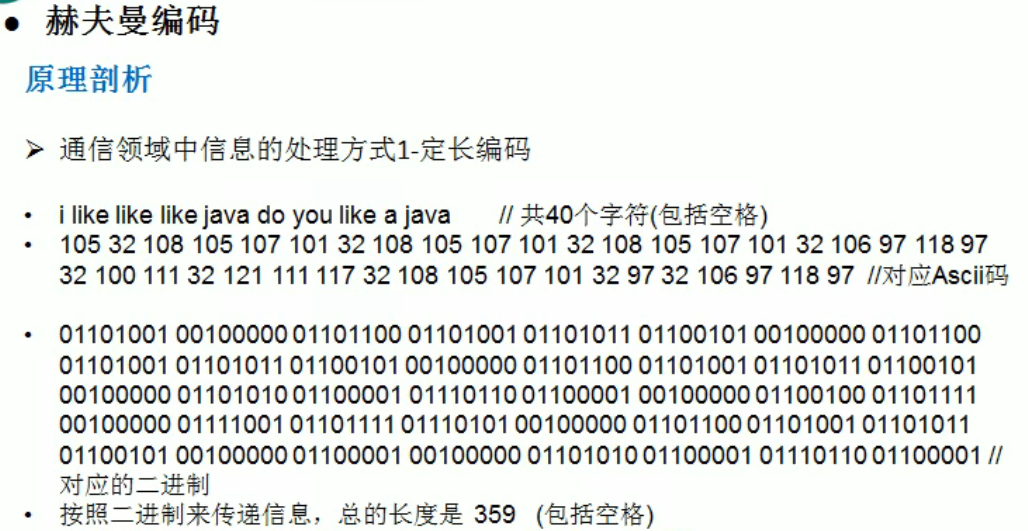 ● 赫夫曼编码
原理剖析
➢ 通信领域中信息的处理方式1-定长编码
• i like like like java do you like a java // 共40个字符(包括空格)
• 105 32 108 105 107 101 32 108 105 107 101 32 108 105 107 101 32 106 97 118 97
32 100 111 32 121 111 117 32 108 105 107 101 32 97 32 106 97 118 97 //对应Ascii码
• 01101001 00100000 01101100 01101001 01101011 01100101 00100000 01101100
01101001 01101011 01100101 00100000 01101100 01101001 01101011 01100101
00100000 01101010 01100001 01110110 01100001 00100000 01100100 01101111
00100000 01111001 01101111 01110101 00100000 01101100 01101001 01101011
01100101 00100000 01100001 00100000 01101010 01100001 01110110 01100001 //
对应的二进制
• 按照二进制来传递信息，总的长度是 359 (包括空格)